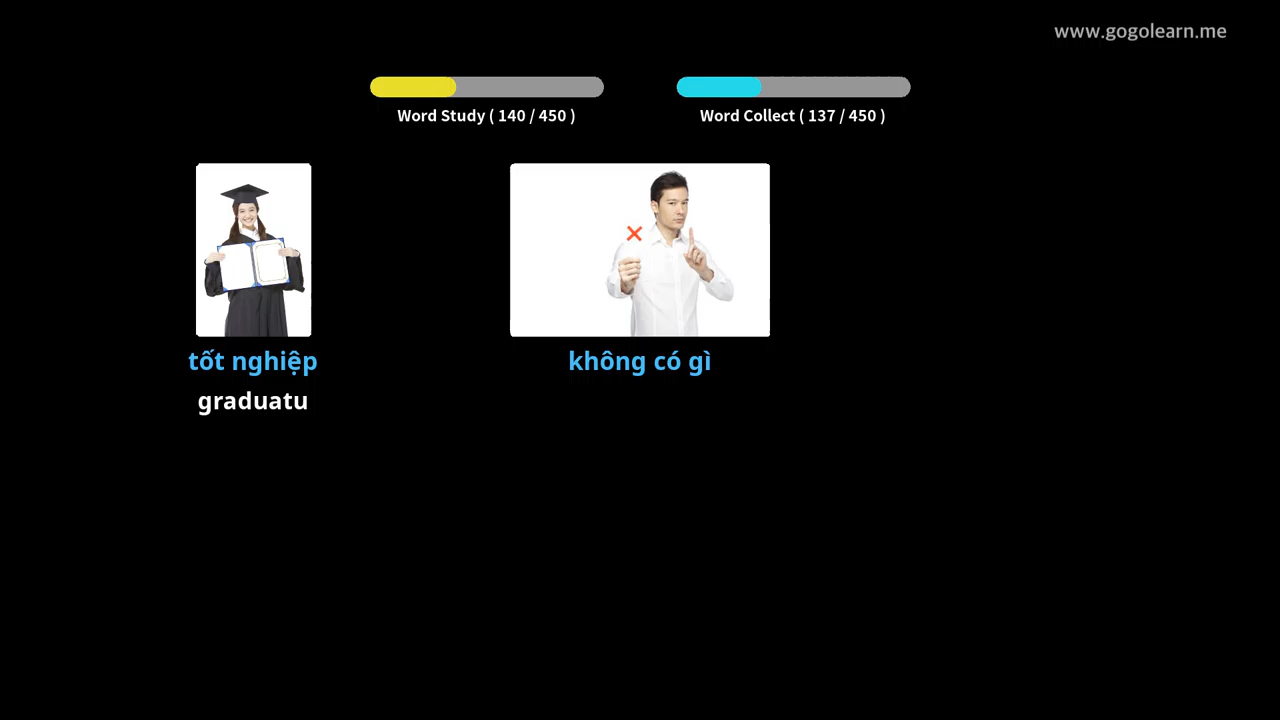 www.gogolearn.me
Word Study ( 140 / 450 )
Word Collect ( 137 / 450 )
tốt nghiệp
không có gì
graduatu